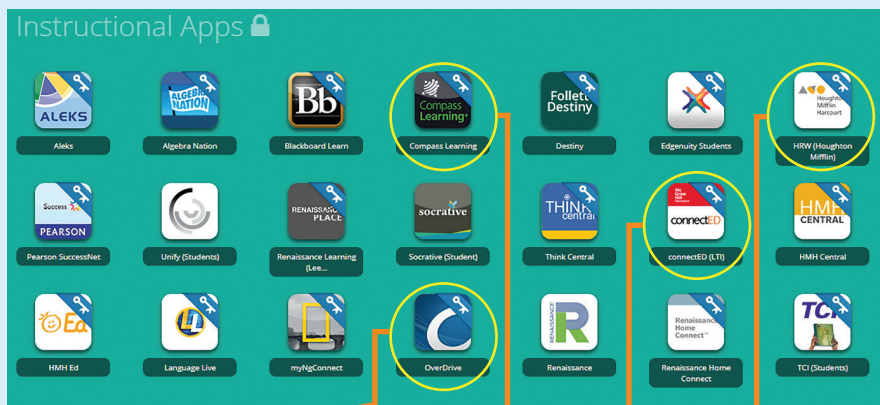 Instructional Apps
ALEKS
ALGEBRA
NATION
Bb
Compass
Learning
Follett
Destiny
Houghton
Mifflin
Harcourt
Aleks
Algebra Nation
Blackboard Learn
Compass Learning
Destiny
Edgenuity Students
HRW (Houghton
Mifflin)
Success
PEARSON
RENAISSANCE
PLACE
socrative
THINK
central
Mc
Graw
Hill
Education
connectED
HMH
CENTRAL
Pearson SuccessNet
Unify (Students)
Renaissance Learning
(Lee...
Socrative (Student)
Think Central
connectED (LTI)
HMH Central
Ed
LL
C
RENAISSANCE
R
Renaissance
Home
Connect™
TCI
HMH Ed
Language Live
myNgConnect
OverDrive
Renaissance
Renaissance Home
Connect
TCI (Students)